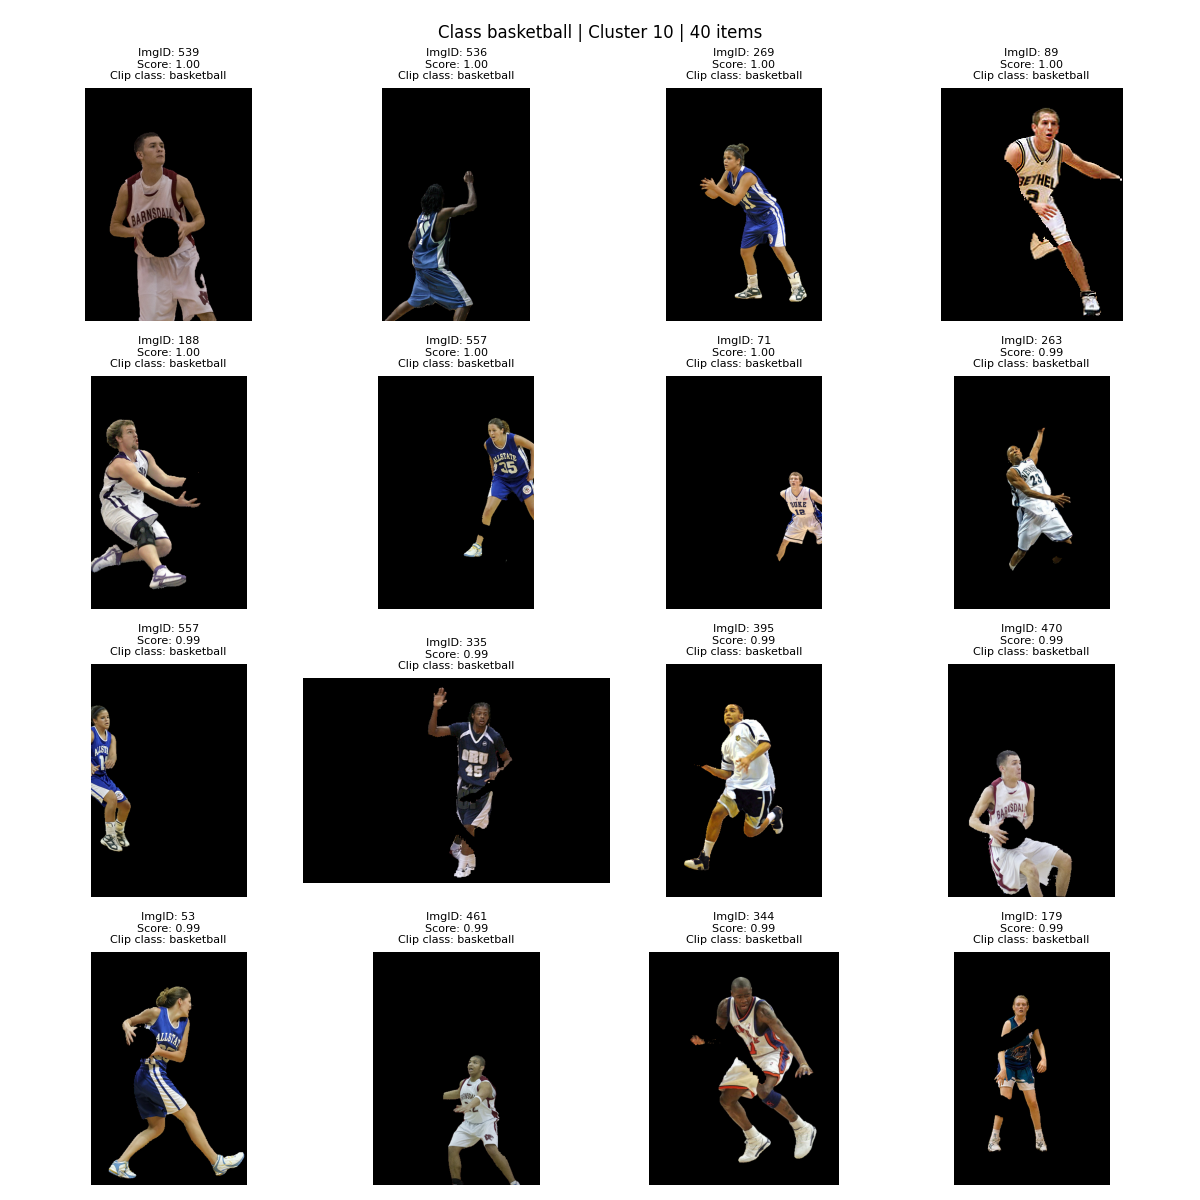 Class basketball | Cluster 10 | 40 items
ImgID: 539
Score: 1.00
Clip class: basketball
ImgID: 536
Score: 1.00
Clip class: basketball
ImgID: 269
Score: 1.00
Clip class: basketball
ImgID: 89
Score: 1.00
Clip class: basketball
BARNSDALL
BETHEL
2
ImgID: 188
Score: 1.00
Clip class: basketball
ImgID: 557
Score: 1.00
Clip class: basketball
ImgID: 71
Score: 1.00
Clip class: basketball
ImgID: 263
Score: 0.99
Clip class: basketball
ALLSTATE
35
DUKE
12
23
ImgID: 557
Score: 0.99
Clip class: basketball
ImgID: 335
Score: 0.99
Clip class: basketball
ImgID: 395
Score: 0.99
Clip class: basketball
ImgID: 470
Score: 0.99
Clip class: basketball
ORU
45
ImgID: 53
Score: 0.99
Clip class: basketball
ImgID: 461
Score: 0.99
Clip class: basketball
ImgID: 344
Score: 0.99
Clip class: basketball
ImgID: 179
Score: 0.99
Clip class: basketball